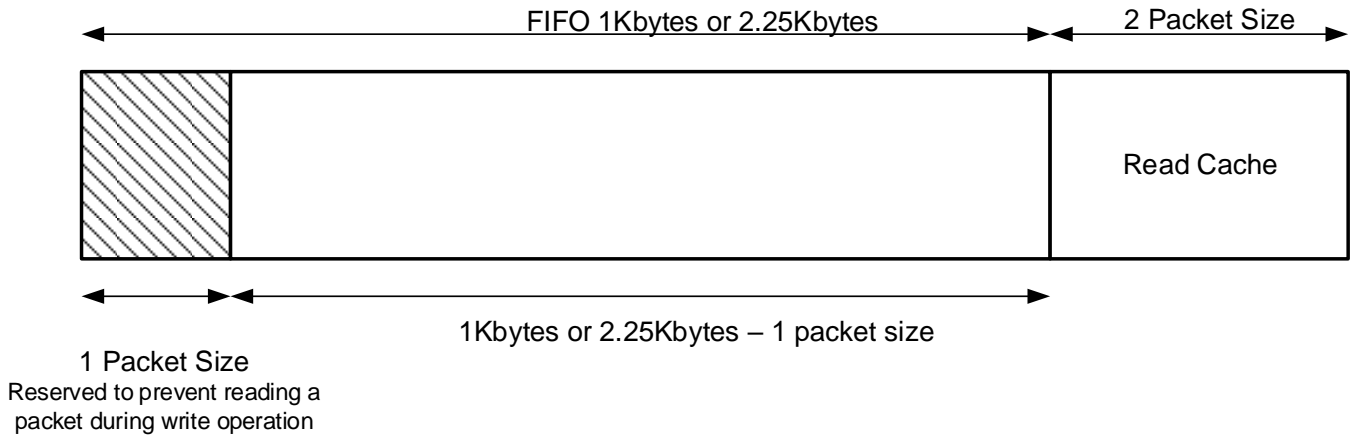 FIFO 1Kbytes or 2.25Kbytes
2 Packet Size
Read Cache
1Kbytes or 2.25Kbytes – 1 packet size
1 Packet Size
Reserved to prevent reading a
packet during write operation